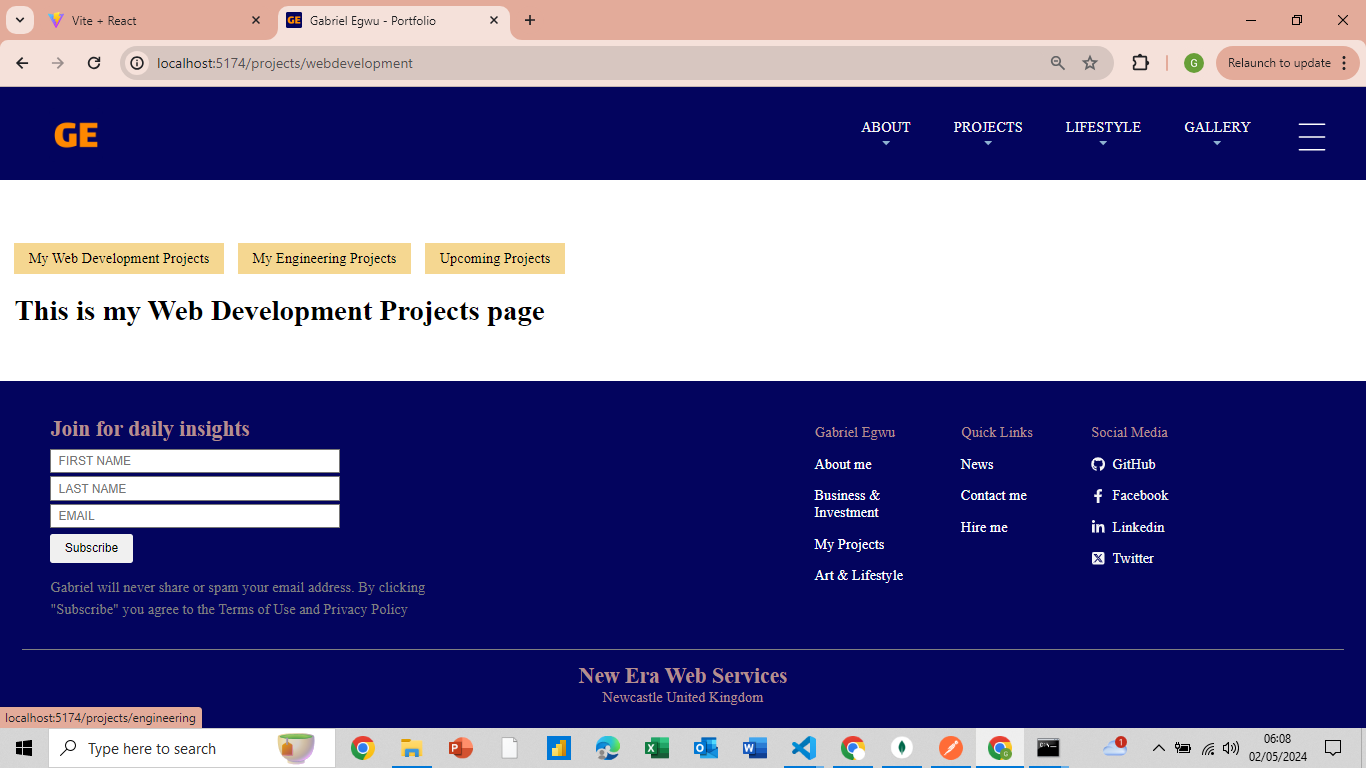 Vite + React
GE
Gabriel Egwu - Portfolio
localhost:5174/projects/webdevelopment
G
Relaunch to update
GE
ABOUT
PROJECTS
LIFESTYLE
GALLERY
My Web Development Projects
My Engineering Projects
Upcoming Projects
This is my Web Development Projects page
Join for daily insights
FIRST NAME
LAST NAME
EMAIL
Subscribe
Gabriel will never share or spam your email address. By clicking
"Subscribe" you agree to the Terms of Use and Privacy Policy
Gabriel Egwu
About me
Business &
Investment
My Projects
Art & Lifestyle
Quick Links
News
Contact me
Hire me
Social Media
GitHub
Facebook
Linkedin
Twitter
New Era Web Services
Newcastle United Kingdom
localhost:5174/projects/engineering
Type here to search
1
06:08
02/05/2024